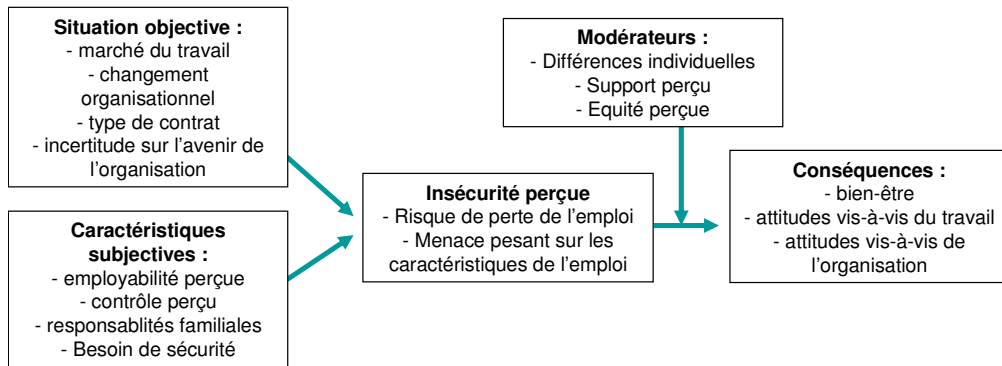 Situation objective :
- marché du travail
- changement
organisationnel
- type de contrat
- incertitude sur l'avenir de
l'organisation
Caractéristiques
subjectives :
- employabilité perçue
- contrôle perçu
- responsablités familiales
- Besoin de sécurité
Insécurité perçue
- Risque de perte de l'emploi
- Menace pesant sur les
caractéristiques de l'emploi
Modérateurs :
- Différences individuelles
- Support perçu
- Equité perçue
Conséquences :
- bien-être
- attitudes vis-à-vis du travail
- attitudes vis-à-vis de
l'organisation